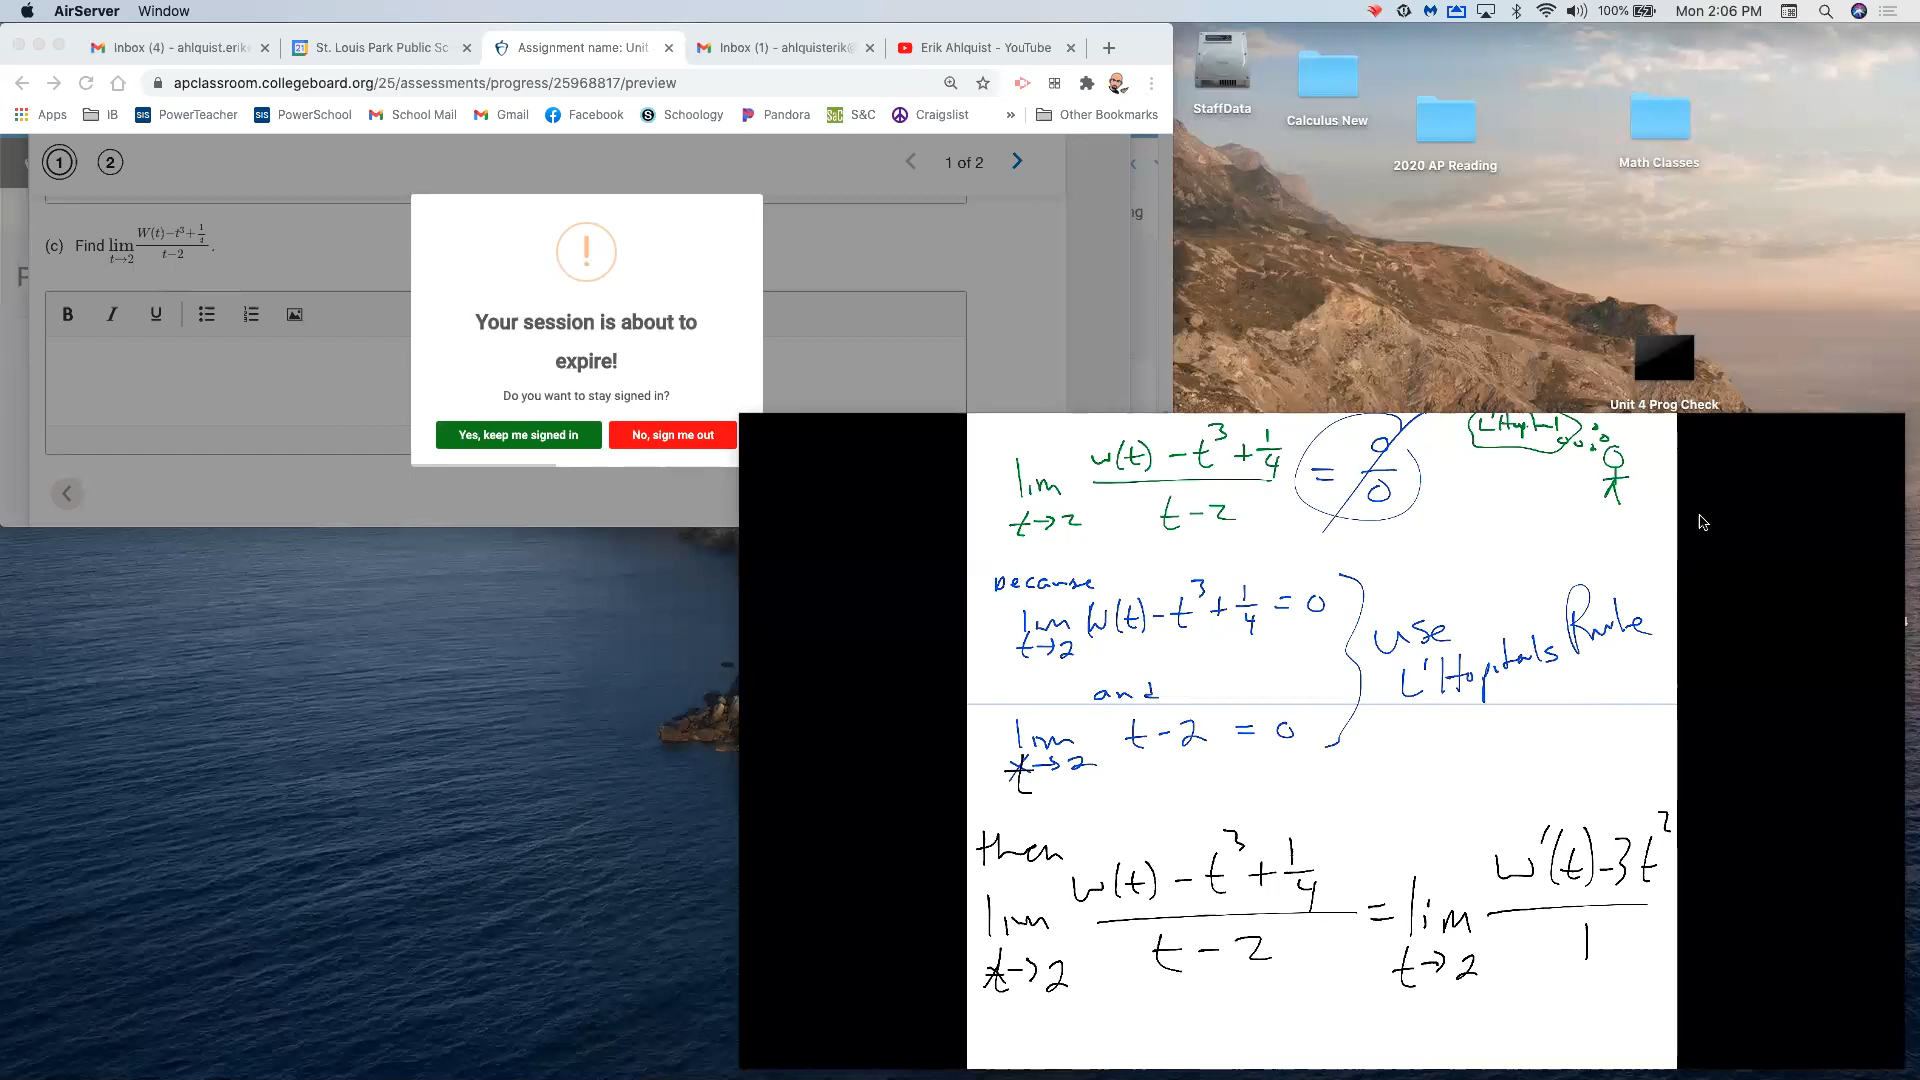 AirServer Window
100% Mon 2:06 PM
Inbox (4) - ahlquist.erik
St. Louis Park Public Sc
Assignment name: Unit
Inbox (1) - ahlquisterik@
Erik Ahlquist - YouTube
apclassroom.collegeboard.org/25/assessments/progress/25968817/preview
Apps IB SIS PowerTeacher SIS PowerSchool School Mail Gmail Facebook Schoology Pandora S&C Craigslist » Other Bookmarks
1 2
1 of 2
(c) Find lim t→2 (W(t)−t³+1/4)/(t−2).
B I U
!
Your session is about to
expire!
Do you want to stay signed in?
Yes, keep me signed in
No, sign me out
StaffData
Calculus New
2020 AP Reading
Math Classes
Unit 4 Prog Check
L'Hopital
lim t→2 (w(t) − t³ + 1/4)/(t − 2) = 0/0
because
lim t→2 W(t) − t³ + 1/4 = 0
and
lim t→2 t − 2 = 0
use
L'Hopitals Rule
then
lim t→2 (w(t) − t³ + 1/4)/(t − 2) = lim t→2 (w'(t) − 3t²)/1